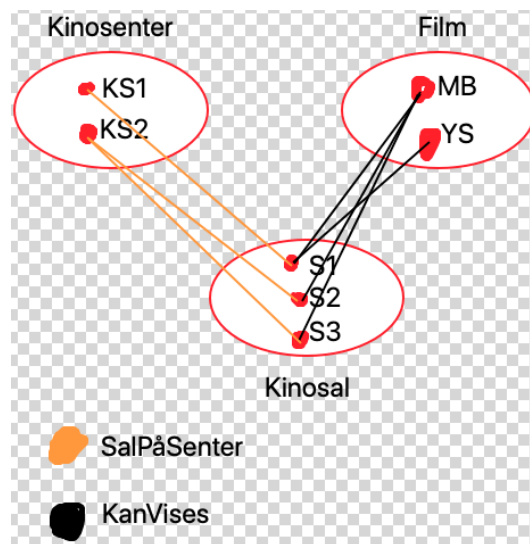 Kinosenter
Film
KS1
KS2
MB
YS
S1
S2
S3
Kinosal
SalPåSenter
KanVises